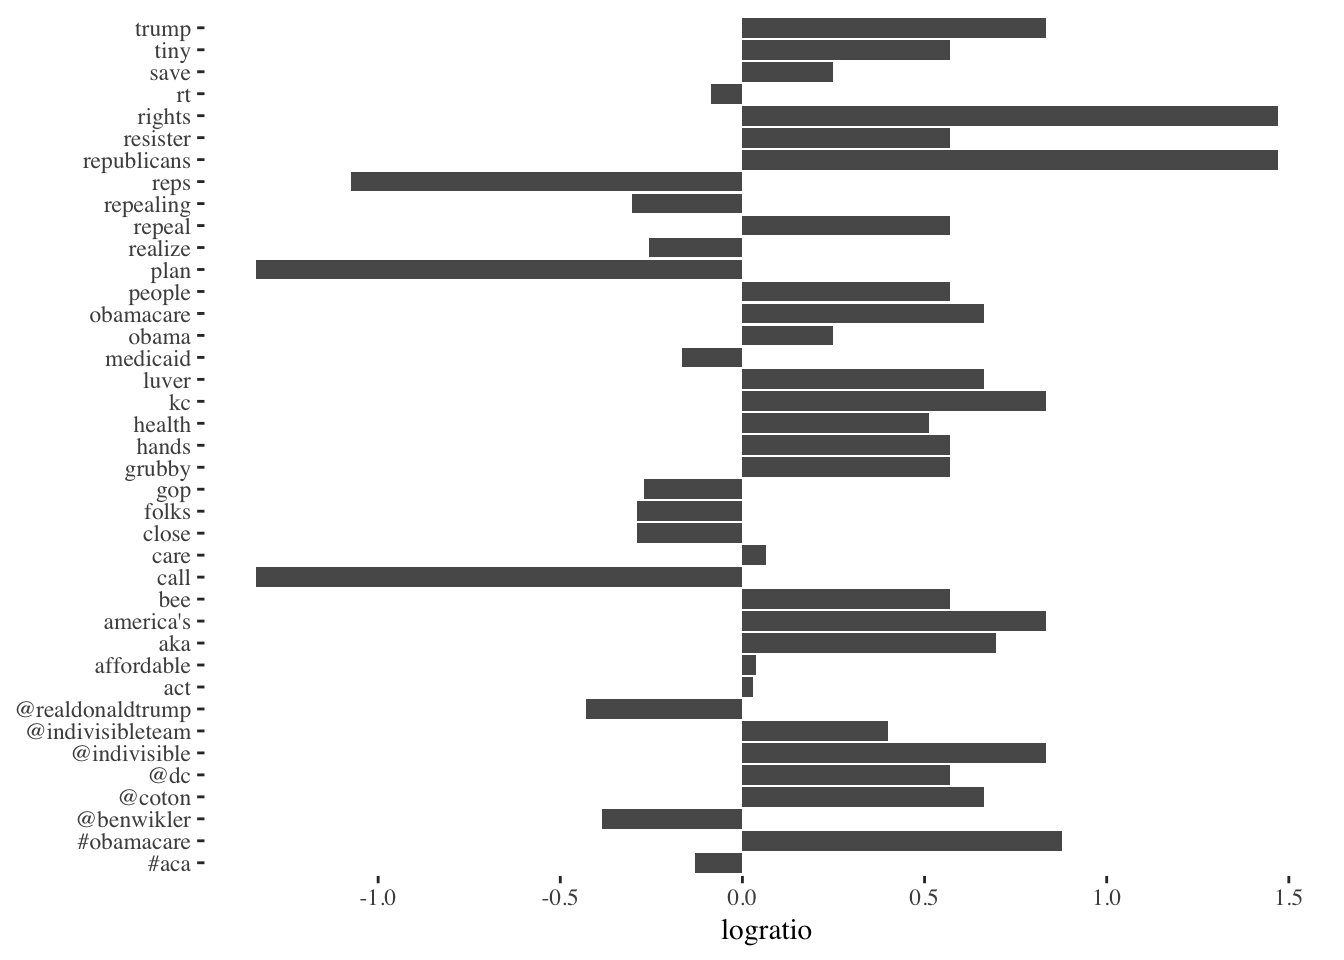 trump
tiny
save
rt
rights
resister
republicans
reps
repealing
repeal
realize
plan
people
obamacare
obama
medicaid
luver
kc
health
hands
grubby
gop
folks
close
care
call
bee
america's
aka
affordable
act
@realdonaldtrump
@indivisibleteam
@indivisible
@dc
@coton
@benwikler
#obamacare
#aca
-1.0 -0.5 0.0 0.5 1.0 1.5
logratio